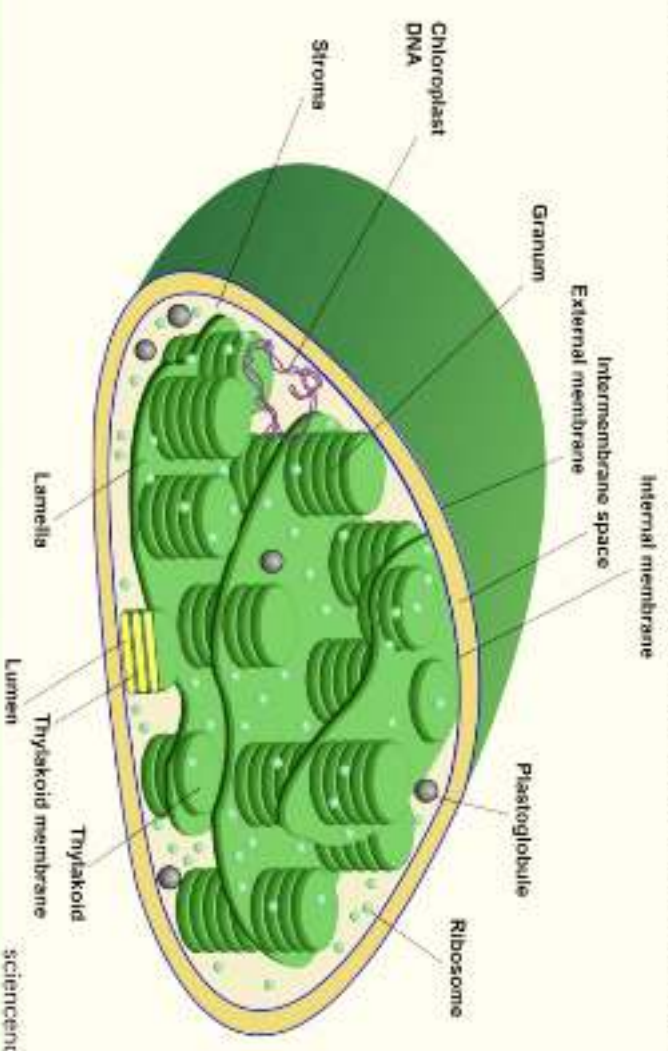 Chloroplast
DNA
Stroma
Granum
External membrane
Intermembrane space
Internal membrane
Plastoglobule
Ribosome
Lamella
Lumen
Thylakoid membrane
Thylakoid